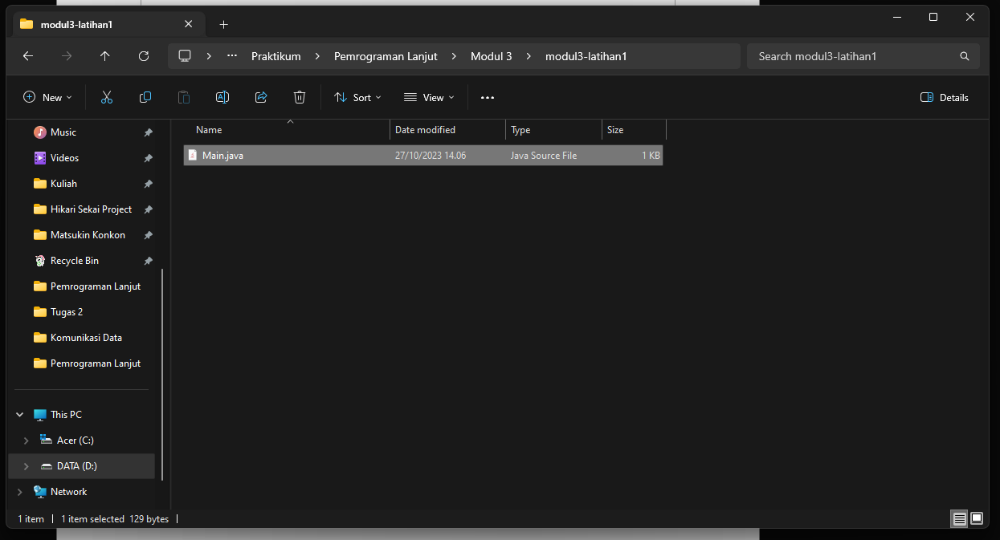 modul3-latihan1
Praktikum Pemrograman Lanjut Modul 3 modul3-latihan1
Search modul3-latihan1
New Sort View Details
Name Date modified Type Size
Main.java 27/10/2023 14.06 Java Source File 1 KB
Music
Videos
Kuliah
Hikari Sekai Project
Matsukin Konkon
Recycle Bin
Pemrograman Lanjut
Tugas 2
Komunikasi Data
Pemrograman Lanjut
This PC
Acer (C:)
DATA (D:)
Network
1 item 1 item selected 129 bytes